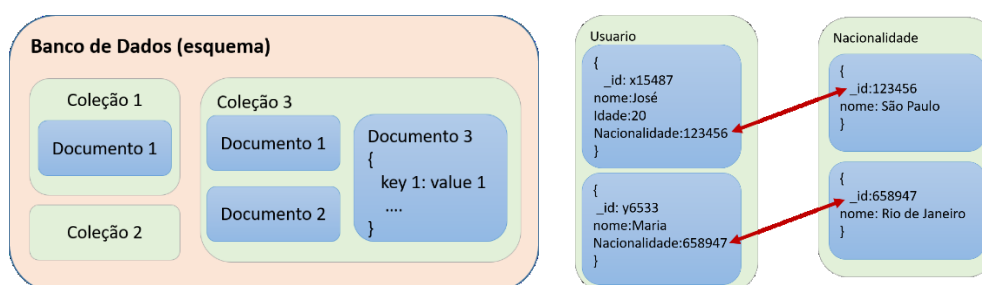 Banco de Dados (esquema)
Coleção 1
Documento 1
Coleção 2
Coleção 3
Documento 1
Documento 2
Documento 3
{
key 1: value 1
....
}
Usuario
{
_id: x15487
nome:José
Idade:20
Nacionalidade:123456
}
{
_id: y6533
nome:Maria
Nacionalidade:658947
}
Nacionalidade
{
_id:123456
nome: São Paulo
}
{
_id:658947
nome: Rio de Janeiro
}